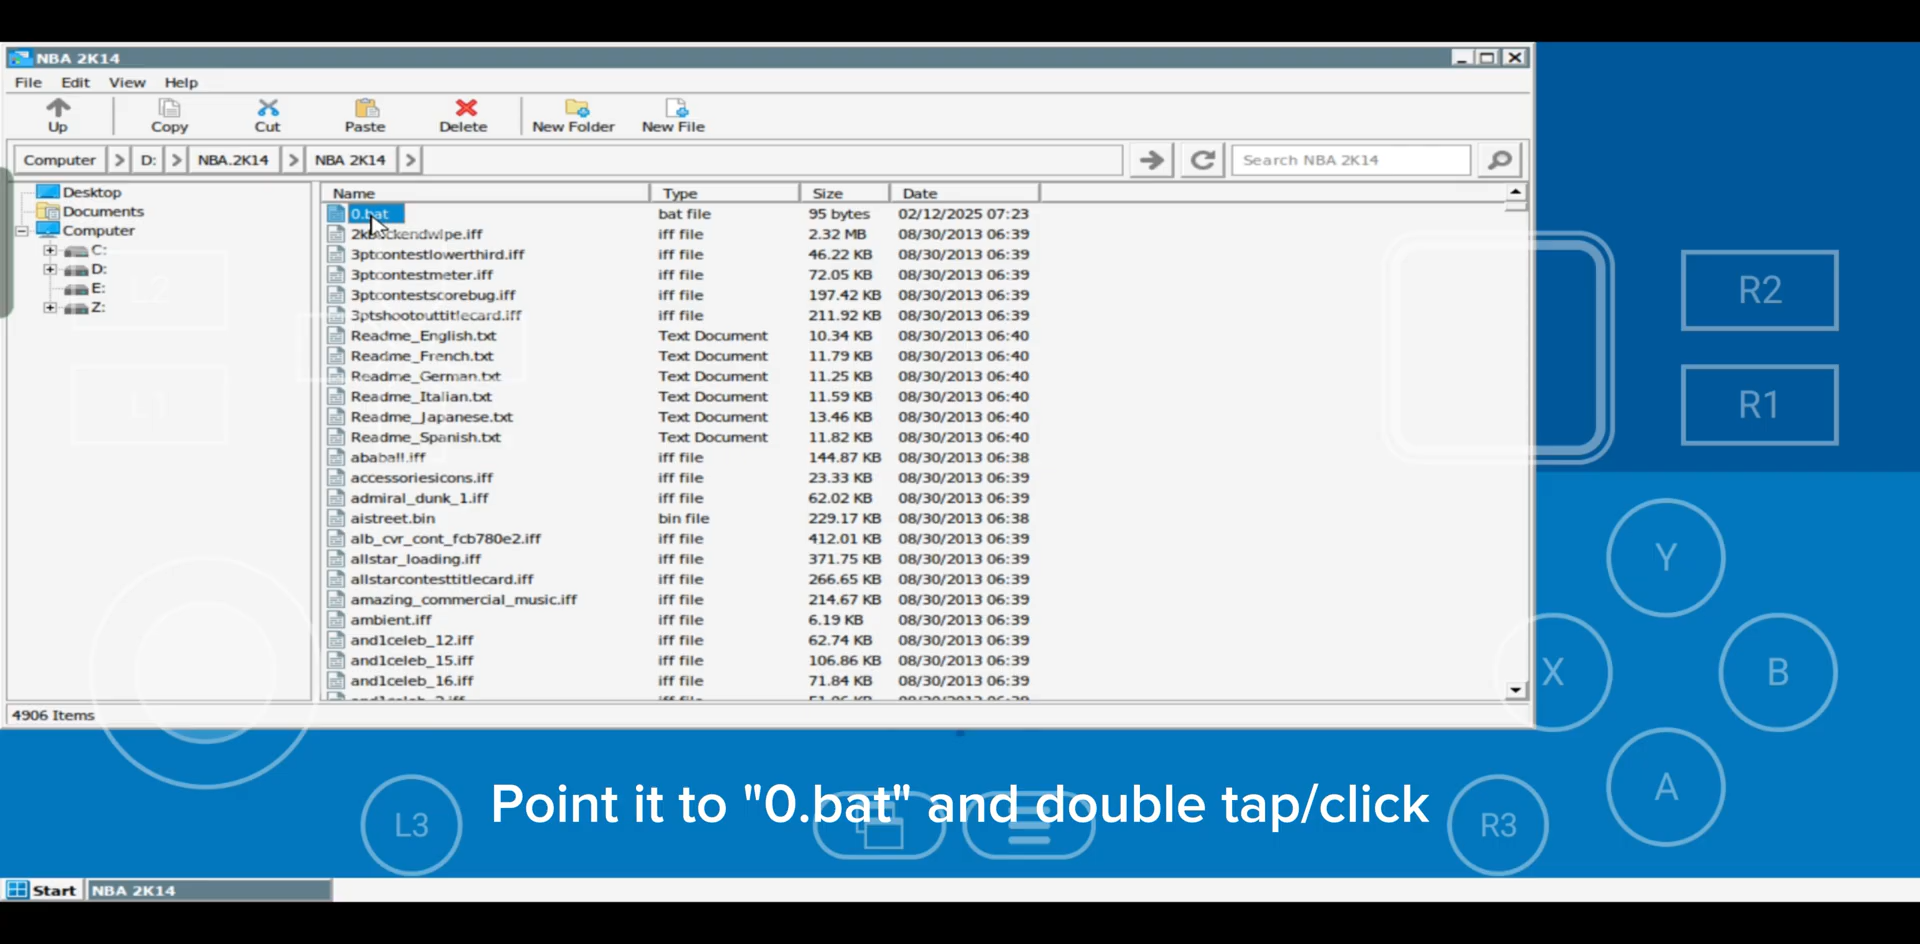 NBA 2K14
File Edit View Help
Up Copy Cut Paste Delete New Folder New File
Computer D: NBA.2K14 NBA 2K14 Search NBA 2K14
Desktop
Documents
Computer
C:
D:
E:
Z:
Name Type Size Date
0.bat bat file 95 bytes 02/12/2025 07:23
iff file 2.32 MB 08/30/2013 06:39
3ptcontestlowerthird.iff iff file 46.22 KB 08/30/2013 06:39
3ptcontestmeter.iff iff file 72.05 KB 08/30/2013 06:39
3ptcontestscorebug.iff iff file 197.42 KB 08/30/2013 06:39
3ptshootouttitlecard.iff iff file 211.92 KB 08/30/2013 06:39
Readme_English.txt Text Document 10.34 KB 08/30/2013 06:40
Readme_French.txt Text Document 11.79 KB 08/30/2013 06:40
Readme_German.txt Text Document 11.25 KB 08/30/2013 06:40
Readme_Italian.txt Text Document 11.59 KB 08/30/2013 06:40
Readme_Japanese.txt Text Document 13.46 KB 08/30/2013 06:40
Readme_Spanish.txt Text Document 11.82 KB 08/30/2013 06:40
ababall.iff iff file 144.87 KB 08/30/2013 06:38
accessoriesicons.iff iff file 23.33 KB 08/30/2013 06:39
admiral_dunk_1.iff iff file 62.02 KB 08/30/2013 06:39
aistreet.bin bin file 229.17 KB 08/30/2013 06:38
alb_cvr_cont_fcb780e2.iff iff file 412.01 KB 08/30/2013 06:39
allstar_loading.iff iff file 371.75 KB 08/30/2013 06:39
allstarcontesttitlecard.iff iff file 266.65 KB 08/30/2013 06:39
amazing_commercial_music.iff iff file 214.67 KB 08/30/2013 06:39
ambient.iff iff file 6.19 KB 08/30/2013 06:39
and1celeb_12.iff iff file 62.74 KB 08/30/2013 06:39
and1celeb_15.iff iff file 106.86 KB 08/30/2013 06:39
and1celeb_16.iff iff file 71.84 KB 08/30/2013 06:39
4906 Items
L2
L1
R2
R1
Y
X
B
A
L3
R3
Point it to "0.bat" and double tap/click
Start NBA 2K14